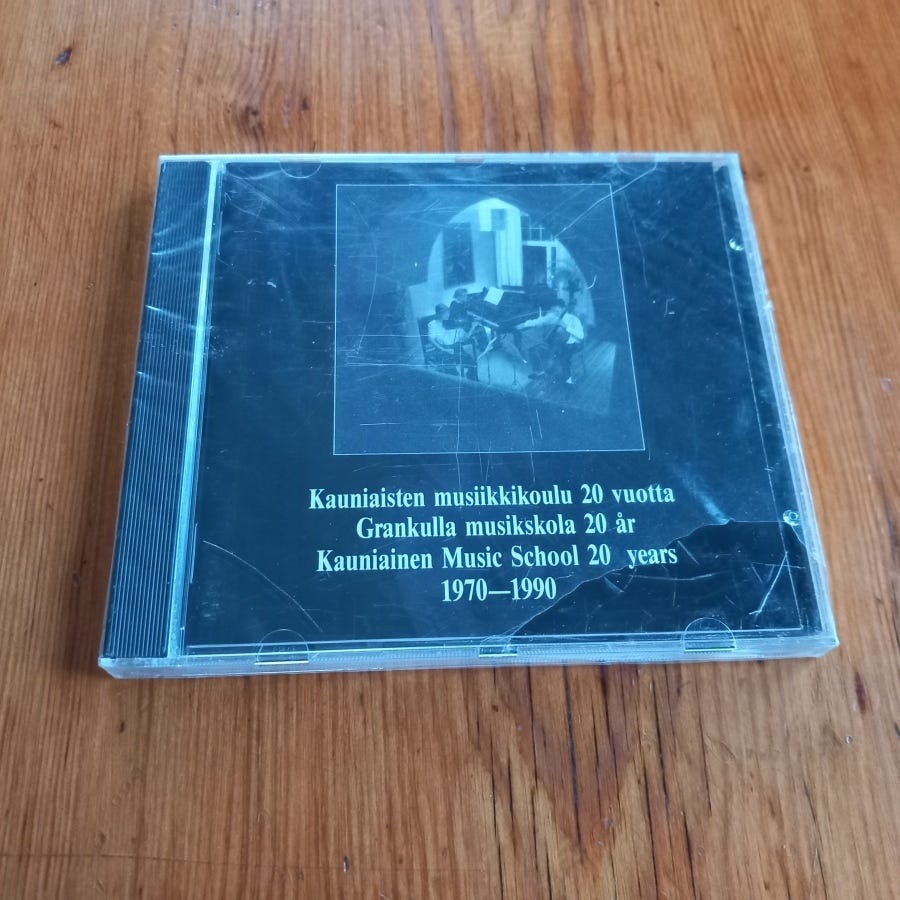 Kauniaisten musiikkikoulu 20 vuotta
Grankulla musikskola 20 år
Kauniainen Music School 20 years
1970—1990